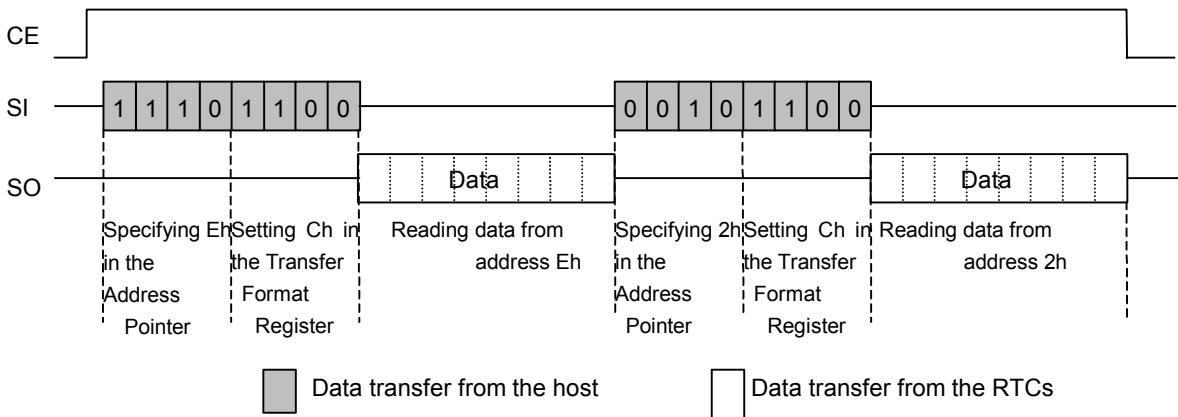 CE
SI 1 1 1 0 1 1 0 0 0 0 1 0 1 1 0 0
SO Data Data
Specifying Eh Setting Ch in Reading data from Specifying 2h Setting Ch in Reading data from
in the the Transfer address Eh in the the Transfer address 2h
Address Format Address Format
Pointer Register Pointer Register
Data transfer from the host Data transfer from the RTCs